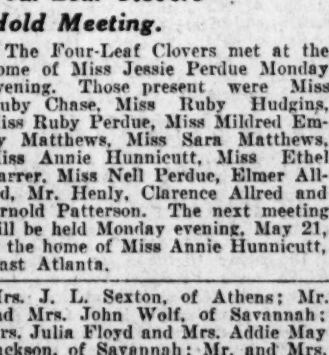 Hold Meeting.
The Four-Leaf Clovers met at the
ome of Miss Jessie Perdue Monday
vening. Those present were Miss
uby Chase, Miss Ruby Hudgins,
iss Ruby Perdue, Miss Mildred Em-
y Matthews, Miss Sara Matthews,
iss Annie Hunnicutt, Miss Ethel
arrer, Miss Nell Perdue, Elmer All-
d, Mr. Henly, Clarence Allred and
rnold Patterson. The next meeting
ill be held Monday evening, May 21,
the home of Miss Annie Hunnicutt,
ast Atlanta.
rs. J. L. Sexton, of Athens; Mr.
d Mrs. John Wolf, of Savannah;
rs. Julia Floyd and Mrs. Addie May
ackson, of Savannah; Mr. and Mrs.